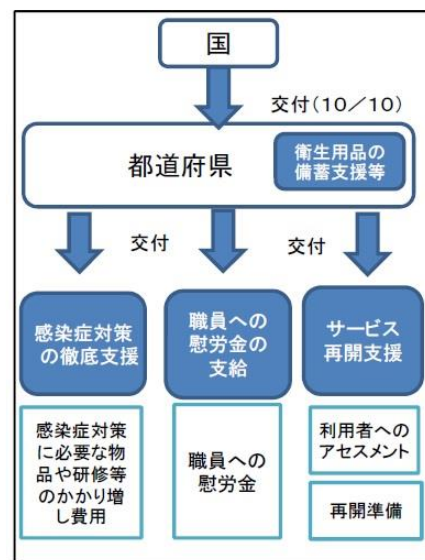 国
交付(10／10)
都道府県
衛生用品の
備蓄支援等
交付
交付
感染症対策
の徹底支援
職員への
慰労金の
支給
サービス
再開支援
感染症対策
に必要な物
品や研修等
のかかり増
し費用
職員への
慰労金
利用者への
アセスメント
再開準備